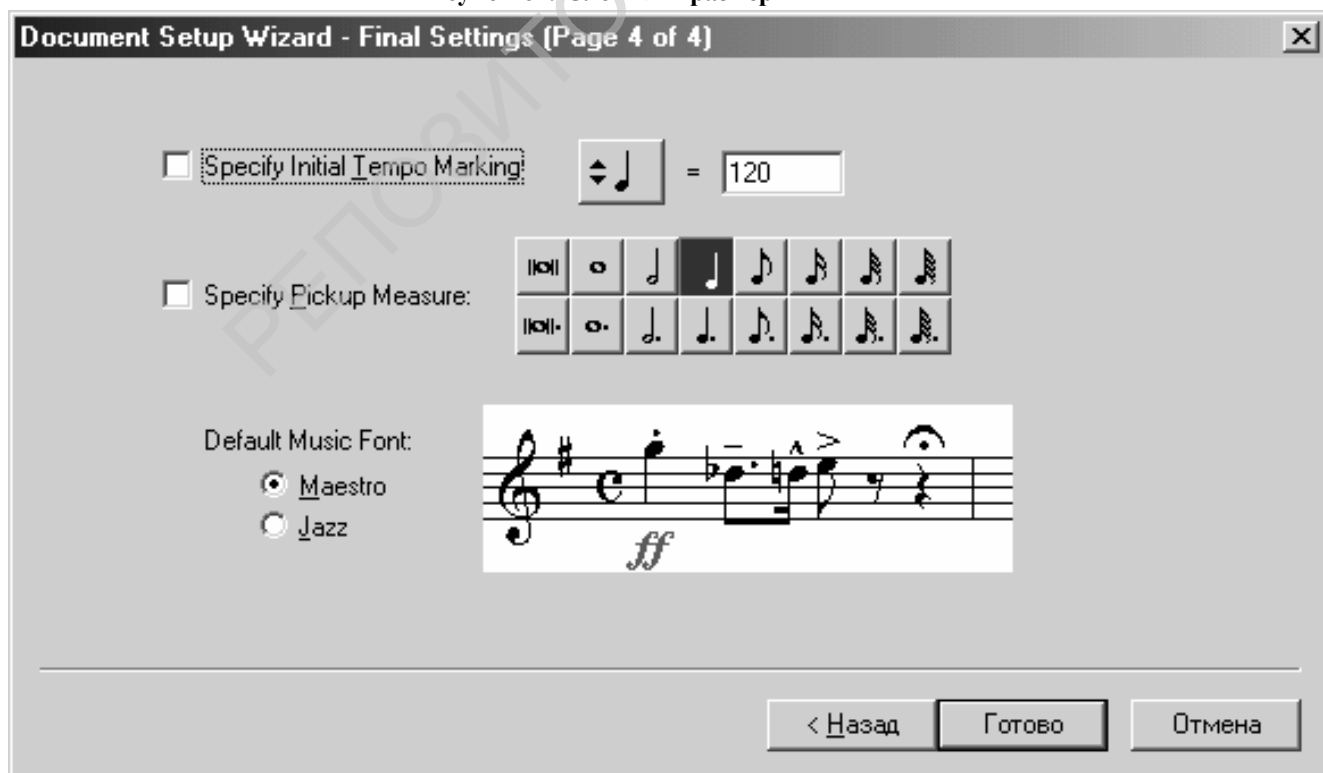 Document Setup Wizard - Final Settings (Page 4 of 4)
Specify Initial Tempo Marking
= 120
Specify Pickup Measure:
Default Music Font:
Maestro
Jazz
ff
< Назад Готово Отмена
РЕПОЗИТО